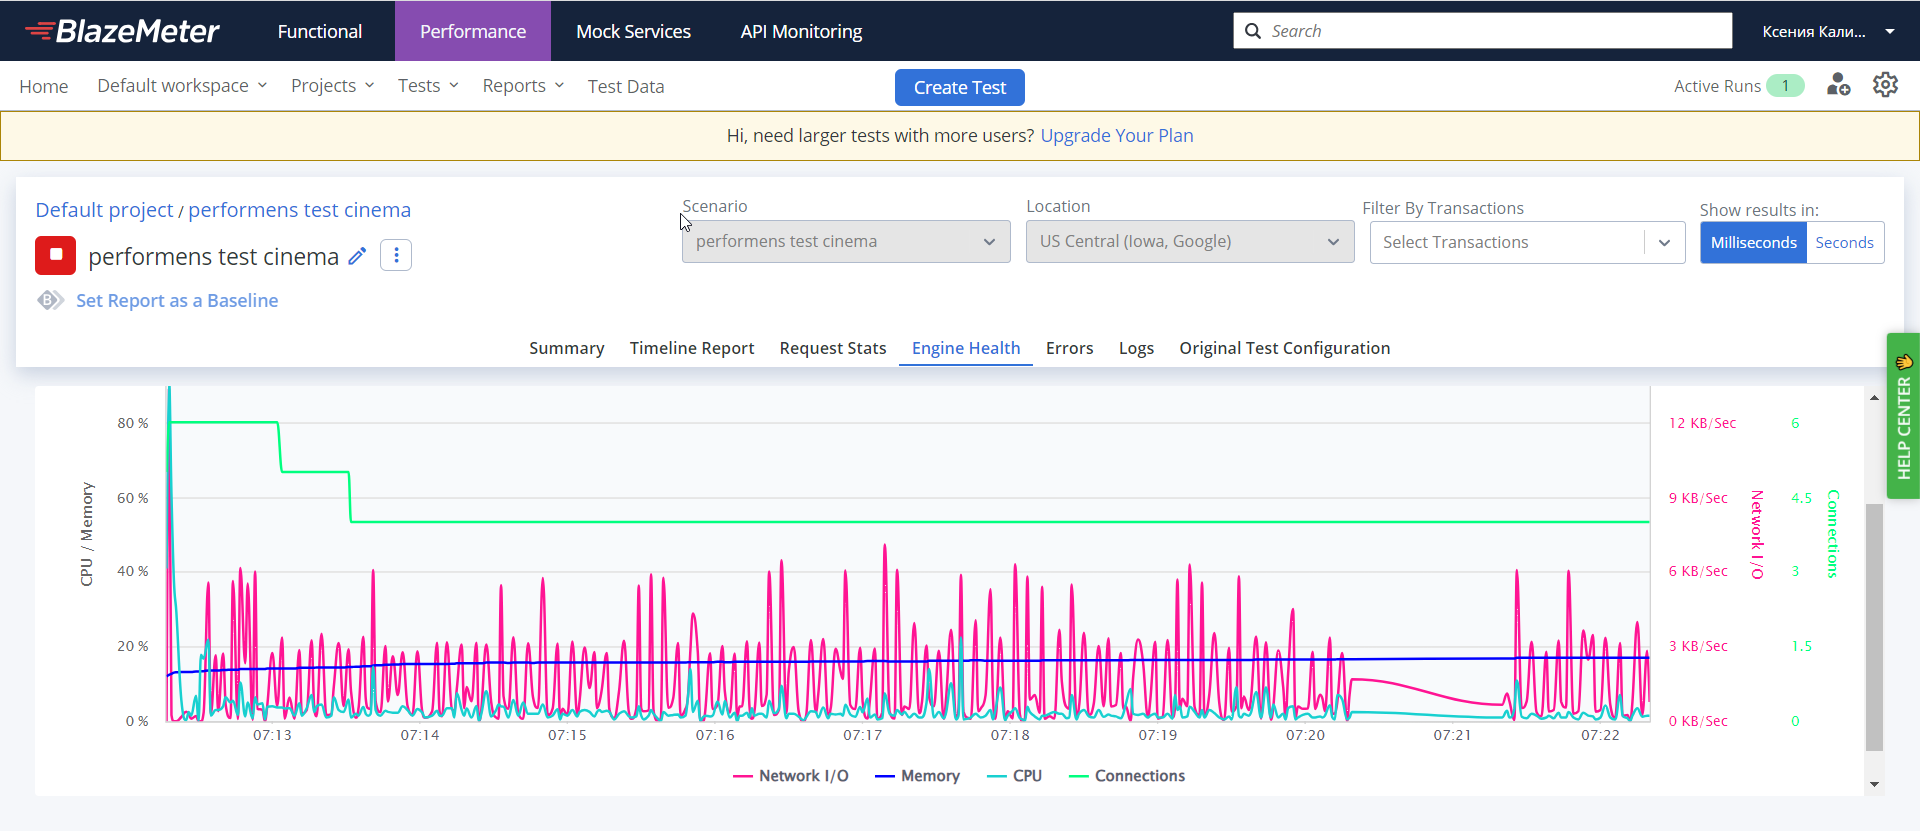 BlazeMeter Functional Performance Mock Services API Monitoring Search Ксения Кали...
Home Default workspace Projects Tests Reports Test Data Create Test Active Runs 1
Hi, need larger tests with more users? Upgrade Your Plan
Default project / performens test cinema
performens test cinema
Set Report as a Baseline
Scenario
performens test cinema
Location
US Central (Iowa, Google)
Filter By Transactions
Select Transactions
Show results in:
Milliseconds Seconds
Summary Timeline Report Request Stats Engine Health Errors Logs Original Test Configuration
HELP CENTER
CPU / Memory
80 %
60 %
40 %
20 %
0 %
12 KB/Sec 6
9 KB/Sec 4.5
6 KB/Sec 3
3 KB/Sec 1.5
0 KB/Sec 0
Network I/O
Connections
07:13 07:14 07:15 07:16 07:17 07:18 07:19 07:20 07:21 07:22
Network I/O Memory CPU Connections